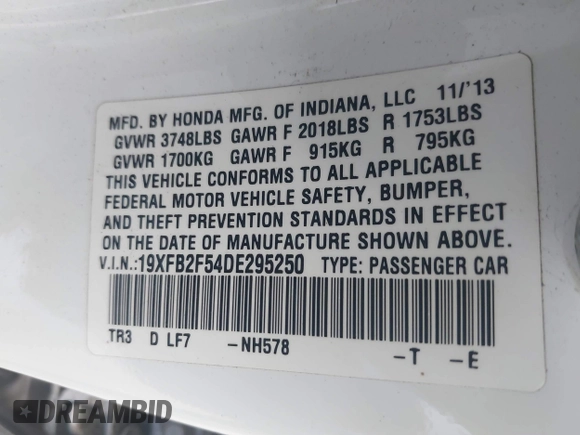 MFD. BY HONDA MFG. OF INDIANA, LLC 11/'13
GVWR 3748LBS GAWR F 2018LBS R 1753LBS
GVWR 1700KG GAWR F 915KG R 795KG
THIS VEHICLE CONFORMS TO ALL APPLICABLE
FEDERAL MOTOR VEHICLE SAFETY, BUMPER,
AND THEFT PREVENTION STANDARDS IN EFFECT
ON THE DATE OF MANUFACTURE SHOWN ABOVE.
V.I.N.:19XFB2F54DE295250 TYPE: PASSENGER CAR
TR3 D LF7 -NH578 -T -E
DREAMBID